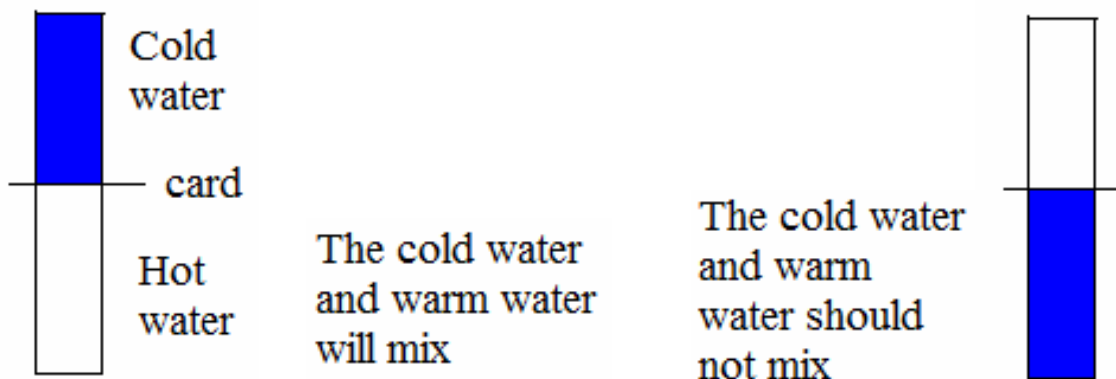 Cold
water
card
Hot
water
The cold water
and warm water
will mix
The cold water
and warm
water should
not mix